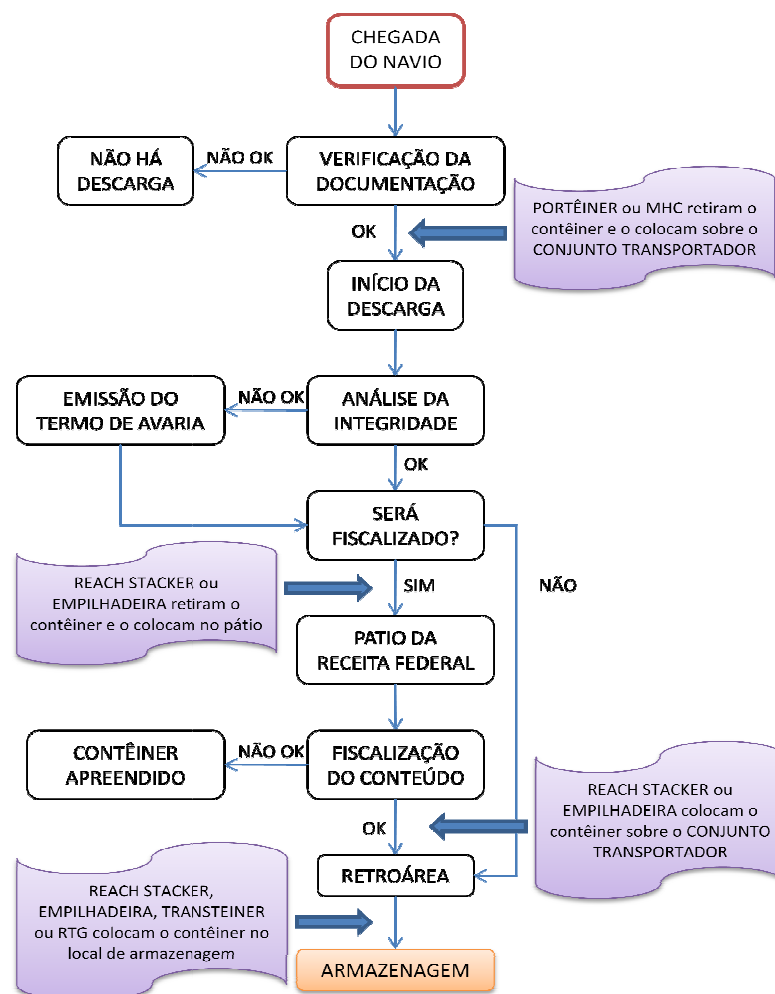 CHEGADA
DO NAVIO
NÃO HÁ
DESCARGA
NÃO OK
VERIFICAÇÃO DA
DOCUMENTAÇÃO
OK
PORTÊINER ou MHC retiram o
contêiner e o colocam sobre o
CONJUNTO TRANSPORTADOR
INÍCIO DA
DESCARGA
EMISSÃO DO
TERMO DE AVARIA
NÃO OK
ANÁLISE DA
INTEGRIDADE
OK
SERÁ
FISCALIZADO?
REACH STACKER ou
EMPILHADEIRA retiram o
contêiner e o colocam no pátio
SIM
NÃO
PATIO DA
RECEITA FEDERAL
CONTÊINER
APREENDIDO
NÃO OK
FISCALIZAÇÃO
DO CONTEÚDO
OK
REACH STACKER ou
EMPILHADEIRA colocam o
contêiner sobre o CONJUNTO
TRANSPORTADOR
RETROÁREA
REACH STACKER,
EMPILHADEIRA, TRANSTEINER
ou RTG colocam o contêiner no
local de armazenagem
ARMAZENAGEM